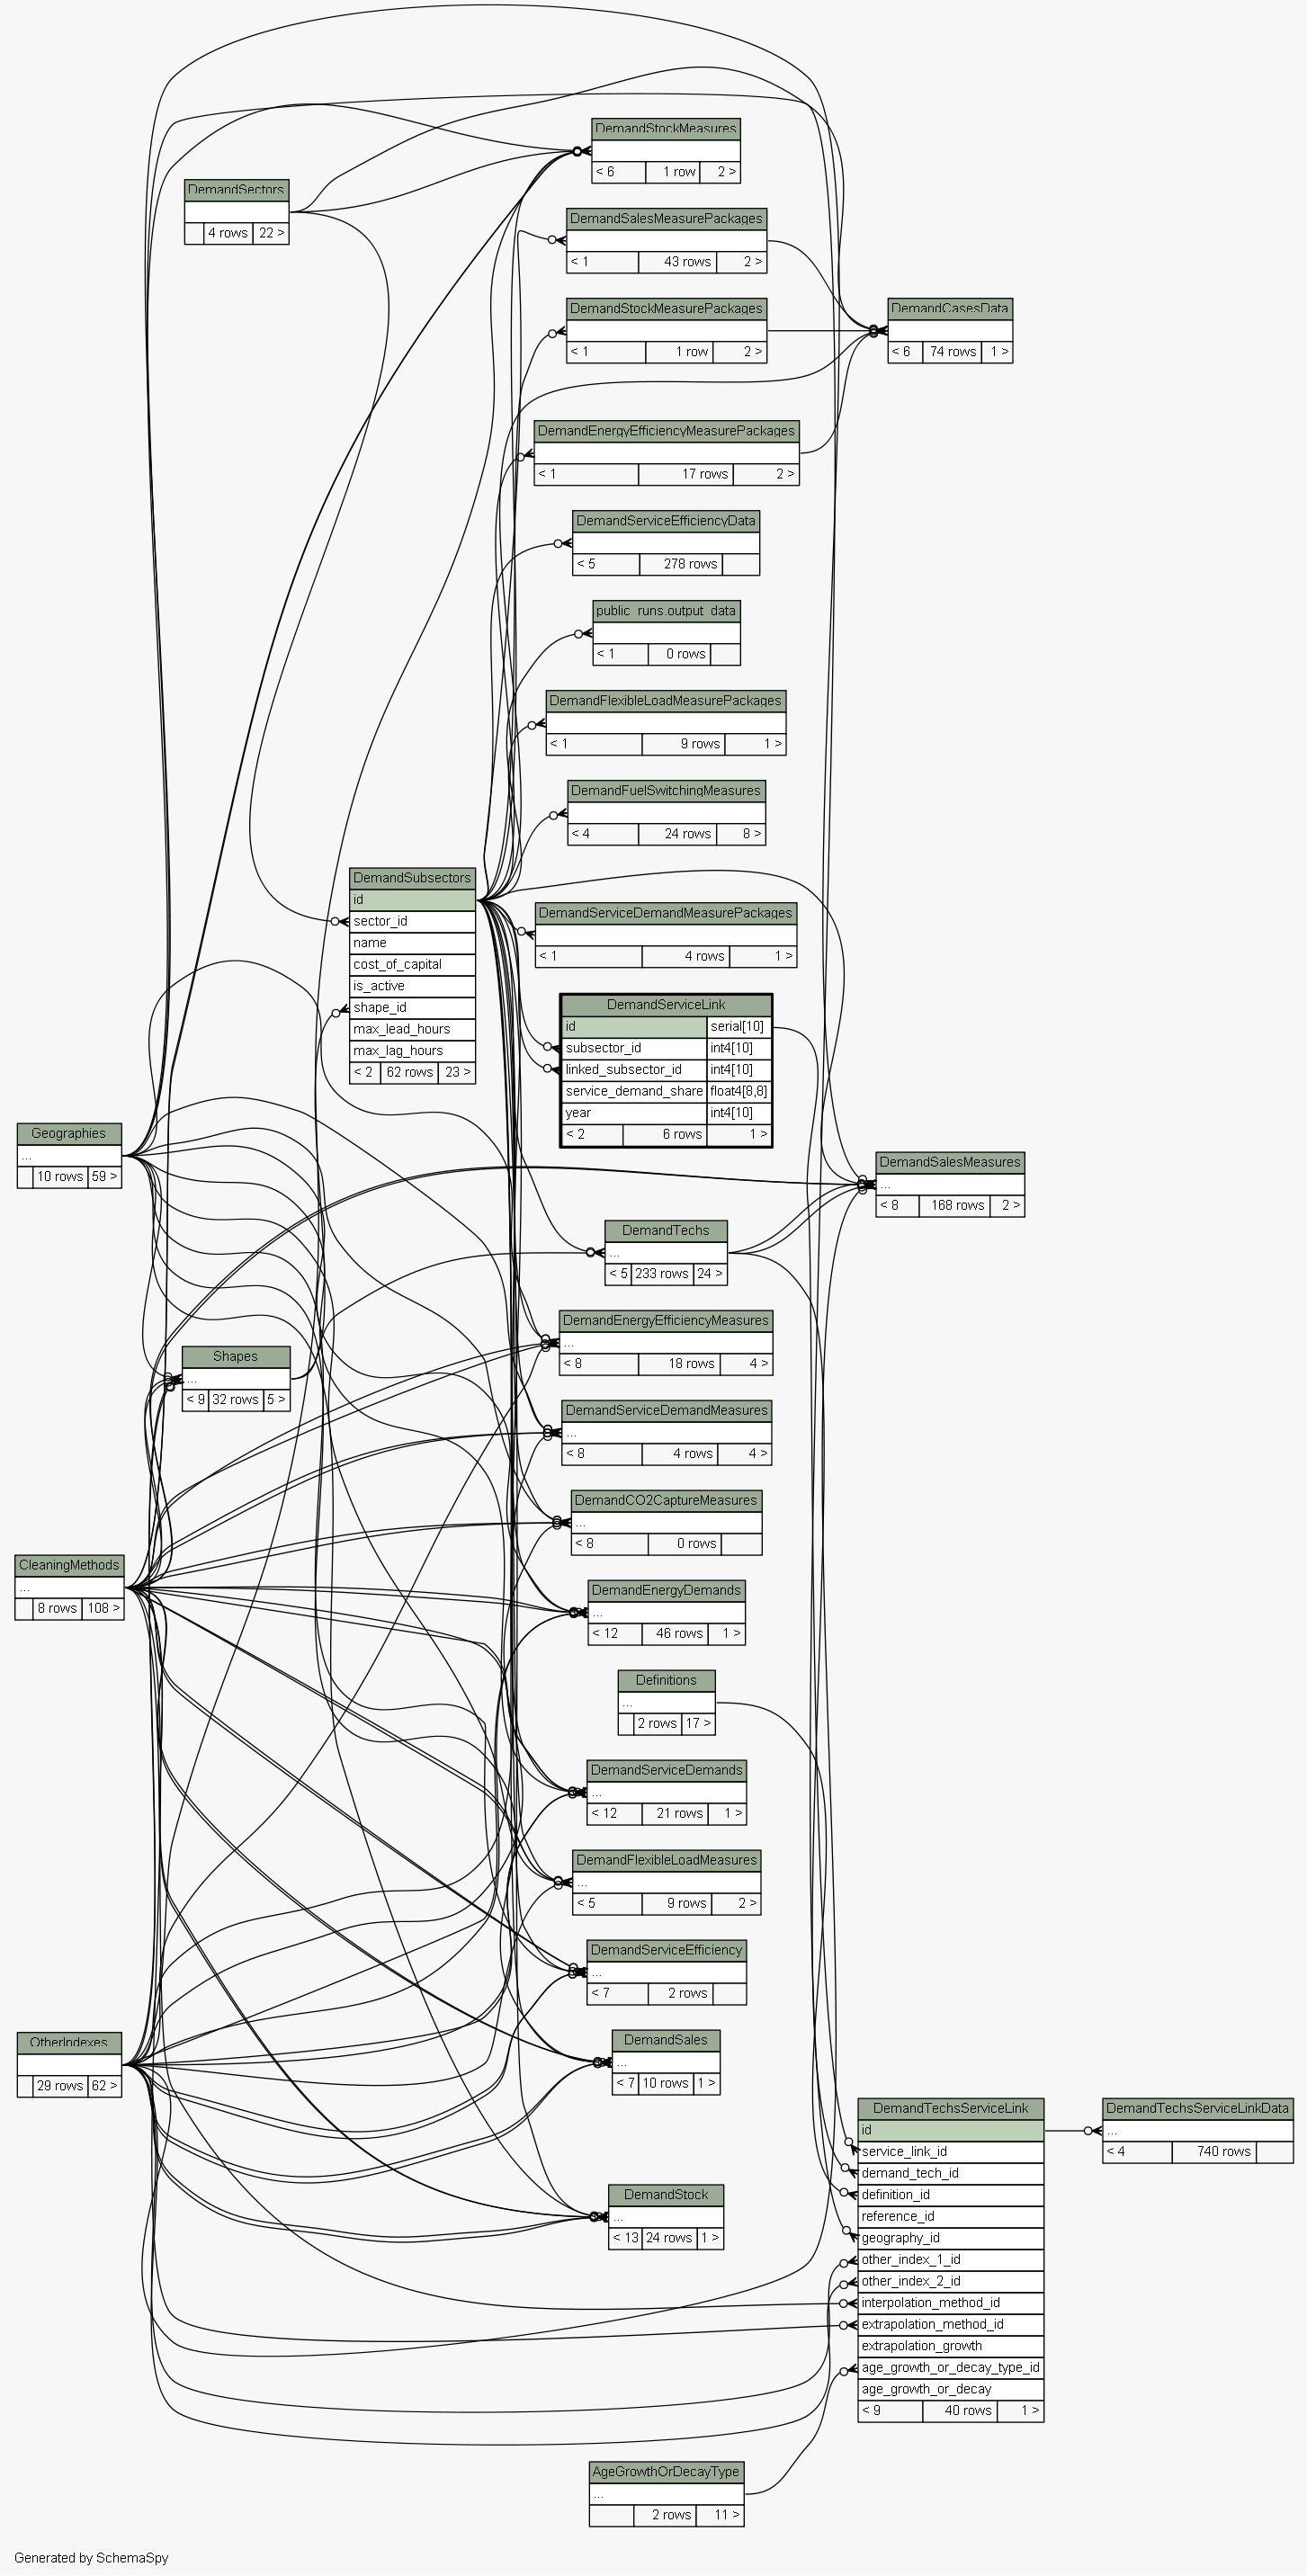 DemandStockMeasures
< 6 1 row 2 >
DemandSectors
4 rows 22 >
DemandSalesMeasurePackages
< 1 43 rows 2 >
DemandStockMeasurePackages
< 1 1 row 2 >
DemandCasesData
< 6 74 rows 1 >
DemandEnergyEfficiencyMeasurePackages
< 1 17 rows 2 >
DemandServiceEfficiencyData
< 5 278 rows
public_runs.output_data
< 1 0 rows
DemandFlexibleLoadMeasurePackages
< 1 9 rows 1 >
DemandFuelSwitchingMeasures
< 4 24 rows 8 >
DemandSubsectors
id
sector_id
name
cost_of_capital
is_active
shape_id
max_lead_hours
max_lag_hours
< 2 62 rows 23 >
DemandServiceDemandMeasurePackages
< 1 4 rows 1 >
DemandServiceLink
id serial[10]
subsector_id int4[10]
linked_subsector_id int4[10]
service_demand_share float4[8,8]
year int4[10]
< 2 6 rows 1 >
Geographies
...
10 rows 59 >
DemandSalesMeasures
...
< 8 168 rows 2 >
DemandTechs
...
< 5 233 rows 24 >
DemandEnergyEfficiencyMeasures
...
< 8 18 rows 4 >
Shapes
...
< 9 32 rows 5 >
DemandServiceDemandMeasures
...
< 8 4 rows 4 >
DemandCO2CaptureMeasures
...
< 8 0 rows
CleaningMethods
...
8 rows 108 >
DemandEnergyDemands
...
< 12 46 rows 1 >
Definitions
...
2 rows 17 >
DemandServiceDemands
...
< 12 21 rows 1 >
DemandFlexibleLoadMeasures
...
< 5 9 rows 2 >
DemandServiceEfficiency
...
< 7 2 rows
OtherIndexes
29 rows 62 >
DemandSales
...
< 7 10 rows 1 >
DemandTechsServiceLink
id
service_link_id
demand_tech_id
definition_id
reference_id
geography_id
other_index_1_id
other_index_2_id
interpolation_method_id
extrapolation_method_id
extrapolation_growth
age_growth_or_decay_type_id
age_growth_or_decay
< 9 40 rows 1 >
DemandTechsServiceLinkData
...
< 4 740 rows
DemandStock
...
< 13 24 rows 1 >
AgeGrowthOrDecayType
...
2 rows 11 >
Generated by SchemaSpy